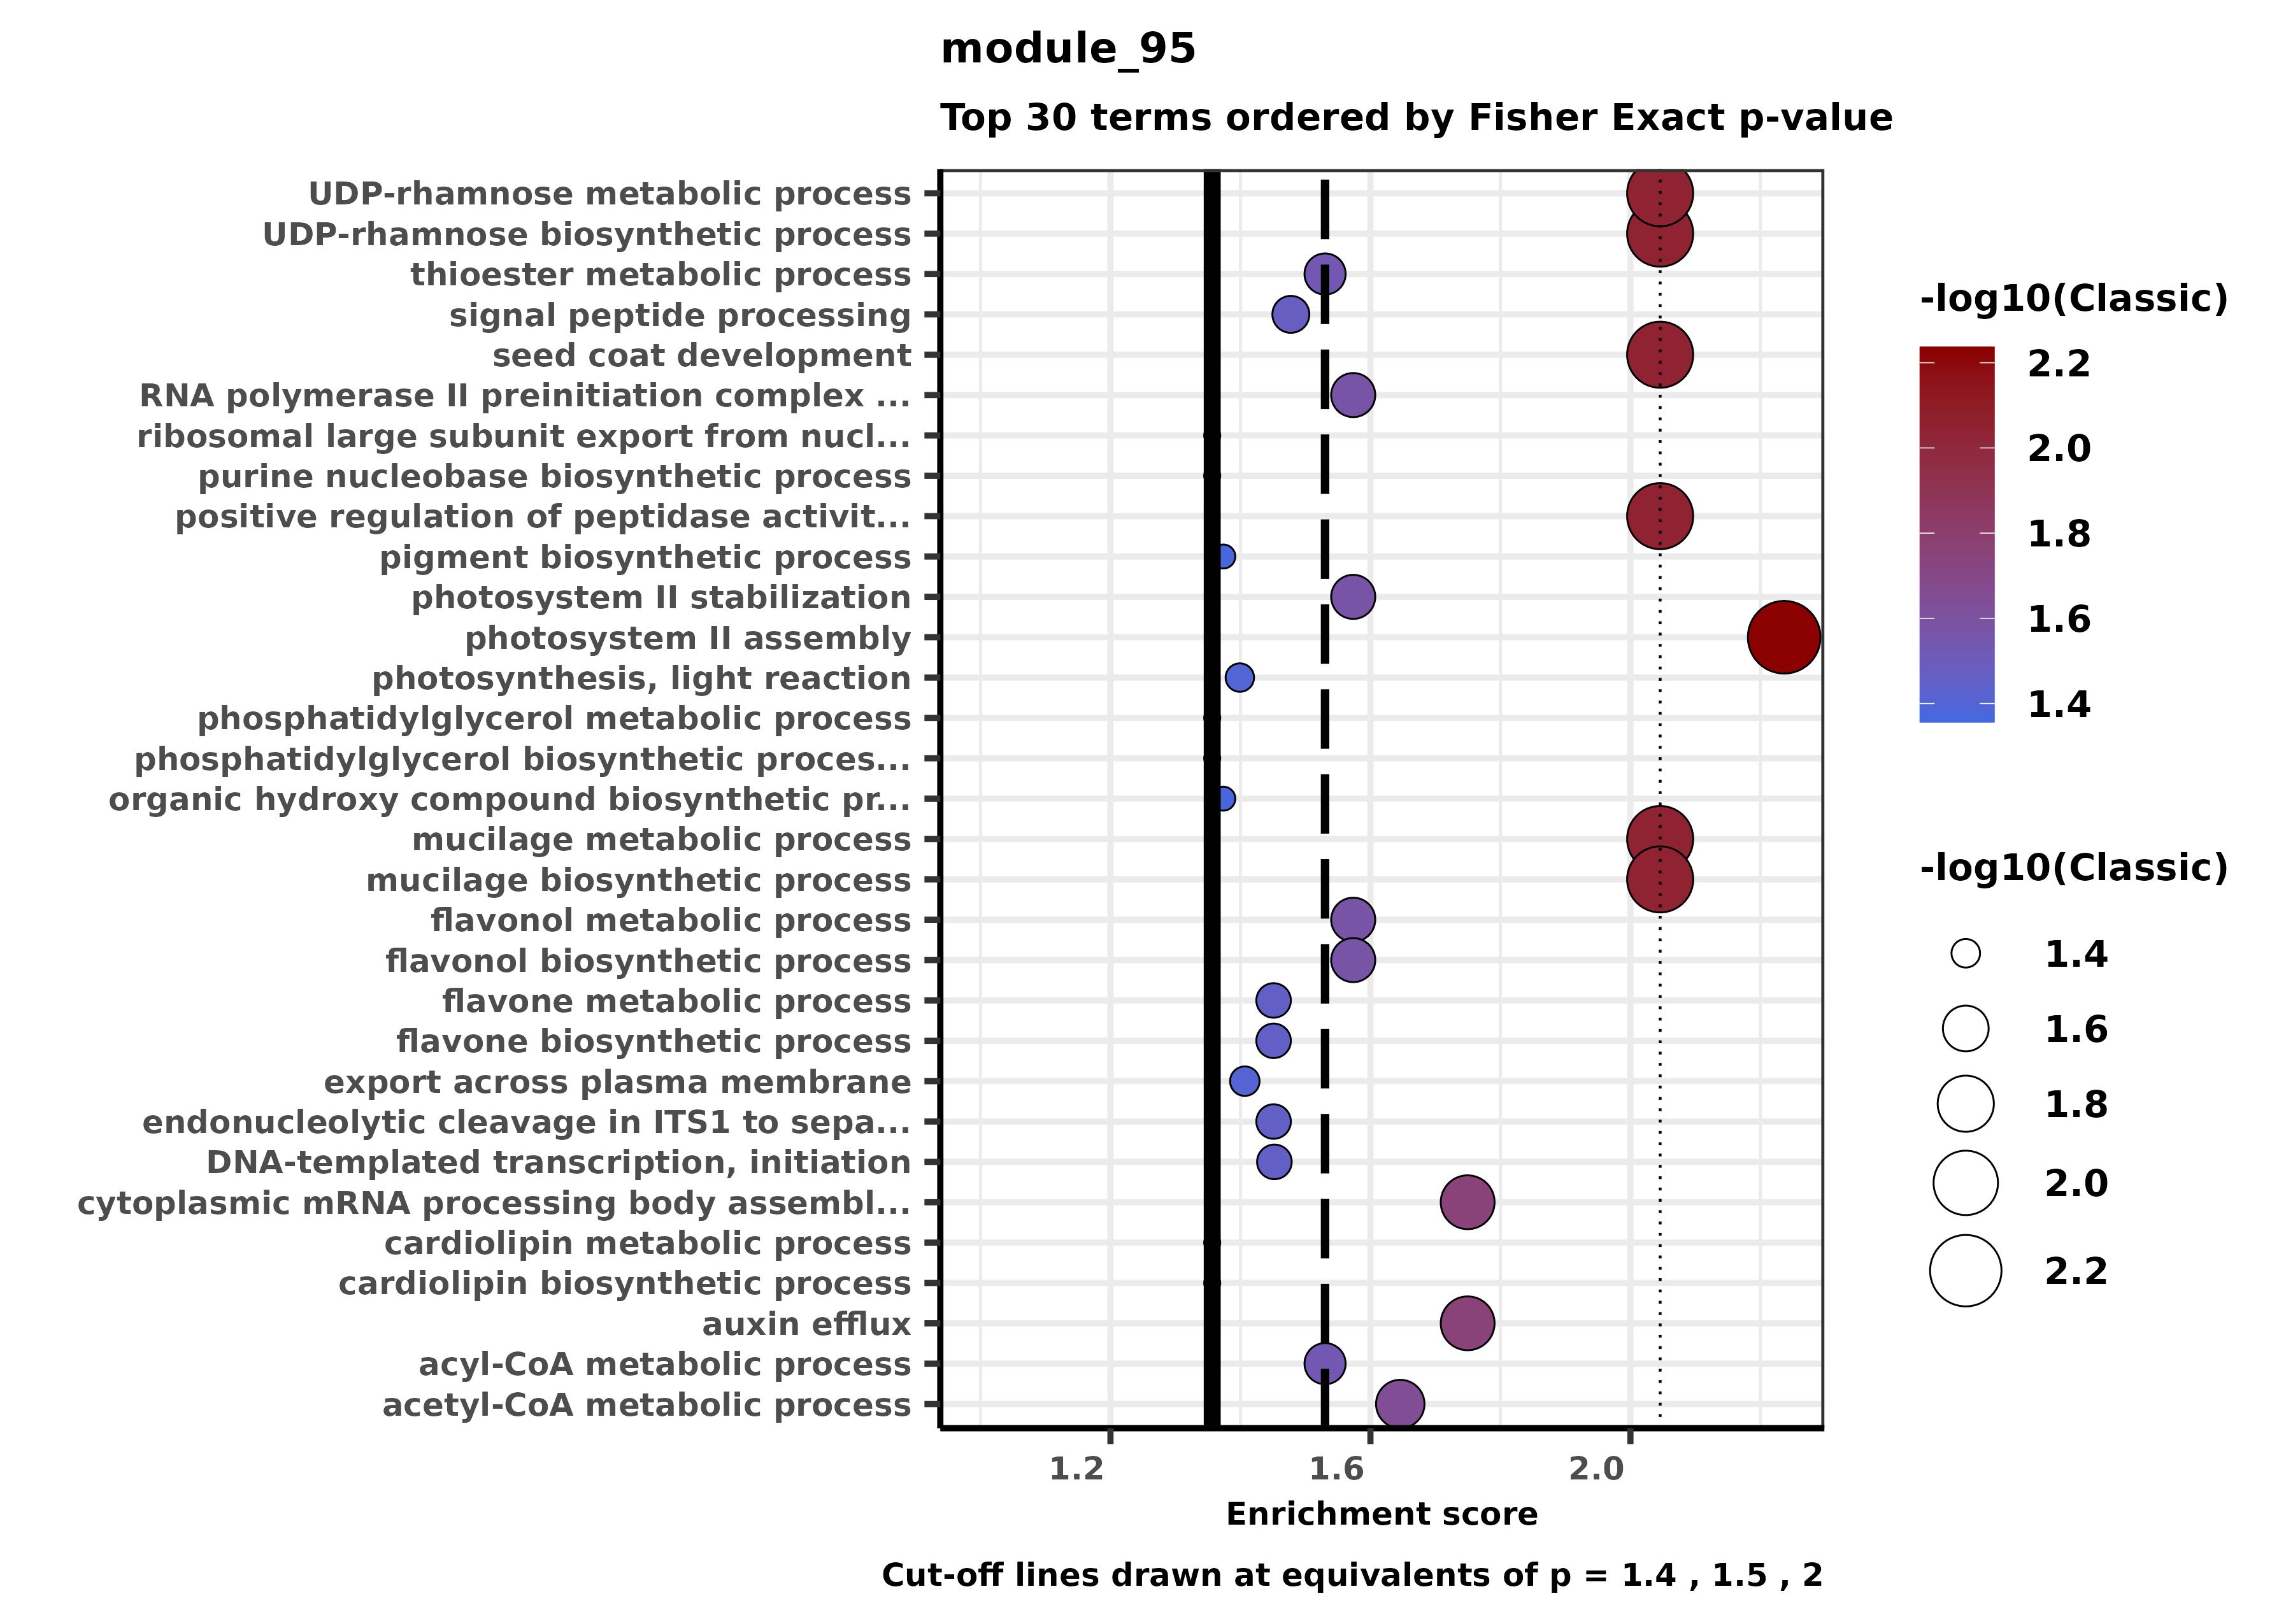 module_95
Top 30 terms ordered by Fisher Exact p-value
UDP-rhamnose metabolic process
UDP-rhamnose biosynthetic process
thioester metabolic process
signal peptide processing
seed coat development
RNA polymerase II preinitiation complex ...
ribosomal large subunit export from nucl...
purine nucleobase biosynthetic process
positive regulation of peptidase activit...
pigment biosynthetic process
photosystem II stabilization
photosystem II assembly
photosynthesis, light reaction
phosphatidylglycerol metabolic process
phosphatidylglycerol biosynthetic proces...
organic hydroxy compound biosynthetic pr...
mucilage metabolic process
mucilage biosynthetic process
flavonol metabolic process
flavonol biosynthetic process
flavone metabolic process
flavone biosynthetic process
export across plasma membrane
endonucleolytic cleavage in ITS1 to sepa...
DNA-templated transcription, initiation
cytoplasmic mRNA processing body assembl...
cardiolipin metabolic process
cardiolipin biosynthetic process
auxin efflux
acyl-CoA metabolic process
acetyl-CoA metabolic process
1.2 1.6 2.0
Enrichment score
Cut-off lines drawn at equivalents of p = 1.4 , 1.5 , 2
-log10(Classic)
2.2
2.0
1.8
1.6
1.4
-log10(Classic)
1.4
1.6
1.8
2.0
2.2